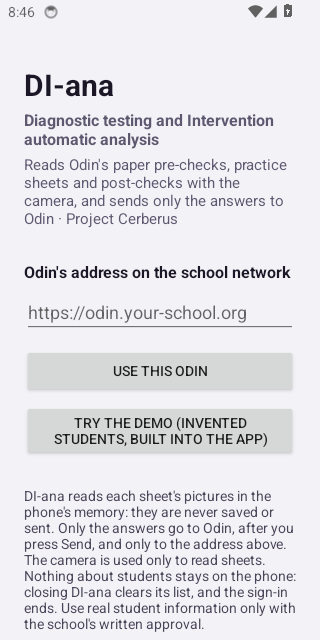 8:46
DI-ana
Diagnostic testing and Intervention
automatic analysis
Reads Odin's paper pre-checks, practice
sheets and post-checks with the
camera, and sends only the answers to
Odin · Project Cerberus
Odin's address on the school network
https://odin.your-school.org
USE THIS ODIN
TRY THE DEMO (INVENTED
STUDENTS, BUILT INTO THE APP)
DI-ana reads each sheet's pictures in the
phone's memory: they are never saved or
sent. Only the answers go to Odin, after you
press Send, and only to the address above.
The camera is used only to read sheets.
Nothing about students stays on the phone:
closing DI-ana clears its list, and the sign-in
ends. Use real student information only with
the school's written approval.